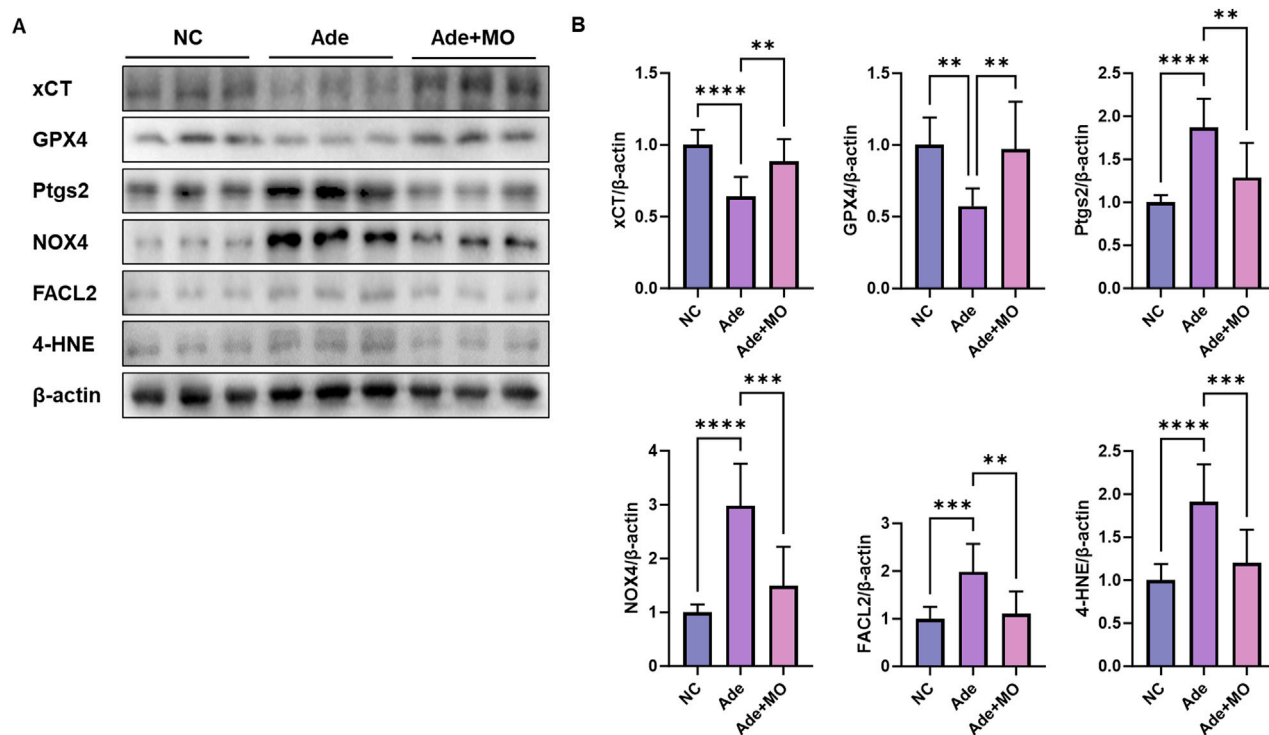 A
NC Ade Ade+MO
xCT
GPX4
Ptgs2
NOX4
FACL2
4-HNE
β-actin
B
xCT/β-actin
1.5
1.0
0.5
0.0
**** **
NC Ade Ade+MO
GPX4/β-actin
1.5
1.0
0.5
0.0
** **
NC Ade Ade+MO
Ptgs2/β-actin
2.5
2.0
1.5
1.0
0.5
0.0
**** **
NC Ade Ade+MO
NOX4/β-actin
4
3
2
1
0
**** ***
NC Ade Ade+MO
FACL2/β-actin
3
2
1
0
*** **
NC Ade Ade+MO
4-HNE/β-actin
2.5
2.0
1.5
1.0
0.5
0.0
**** ***
NC Ade Ade+MO